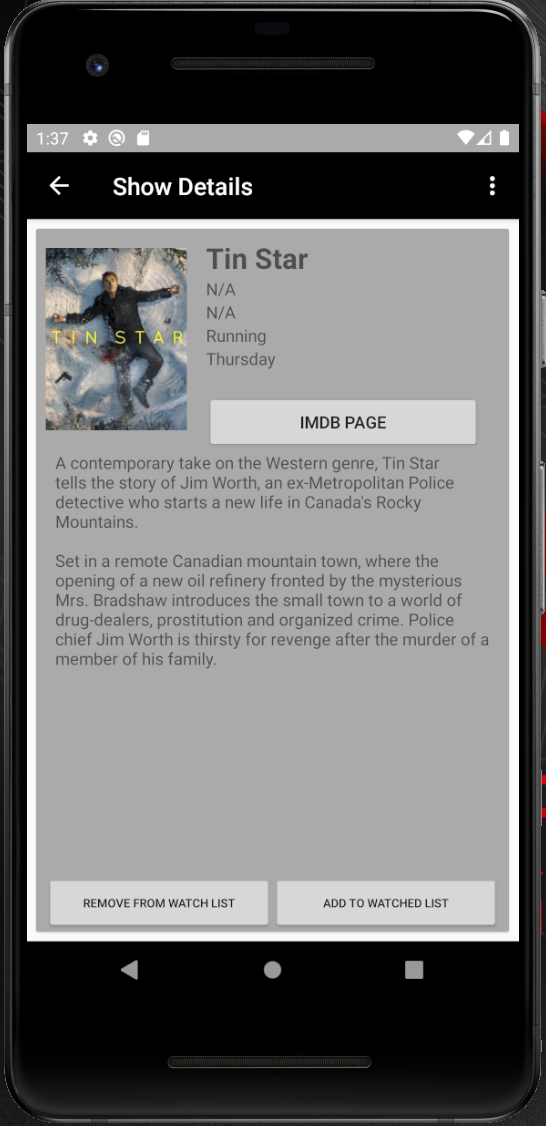 1:37
Show Details
TIN STAR
Tin Star
N/A
N/A
Running
Thursday
IMDB PAGE
A contemporary take on the Western genre, Tin Star
tells the story of Jim Worth, an ex-Metropolitan Police
detective who starts a new life in Canada's Rocky
Mountains.
Set in a remote Canadian mountain town, where the
opening of a new oil refinery fronted by the mysterious
Mrs. Bradshaw introduces the small town to a world of
drug-dealers, prostitution and organized crime. Police
chief Jim Worth is thirsty for revenge after the murder of a
member of his family.
REMOVE FROM WATCH LIST
ADD TO WATCHED LIST